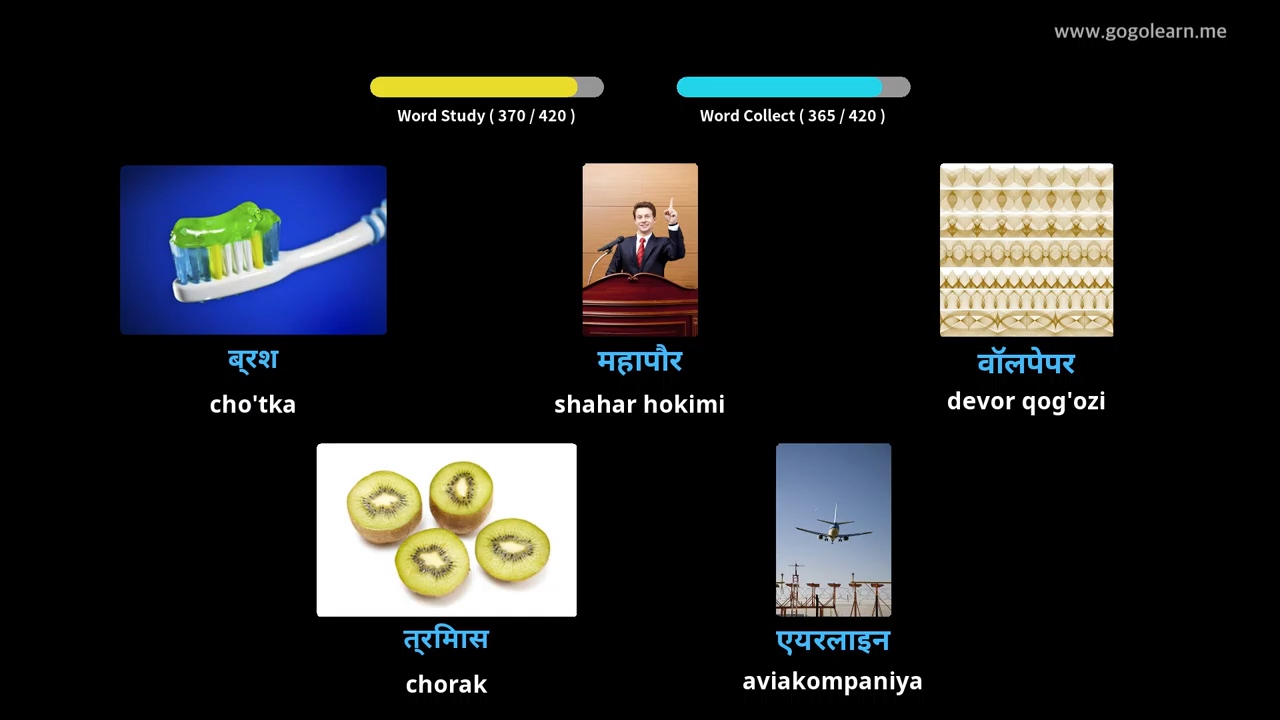 www.gogolearn.me
Word Study ( 370 / 420 )
Word Collect ( 365 / 420 )
ब्रश
महापौर
वॉलपेपर
cho'tka
shahar hokimi
devor qog'ozi
त्रिमास
एयरलाइन
chorak
aviakompaniya